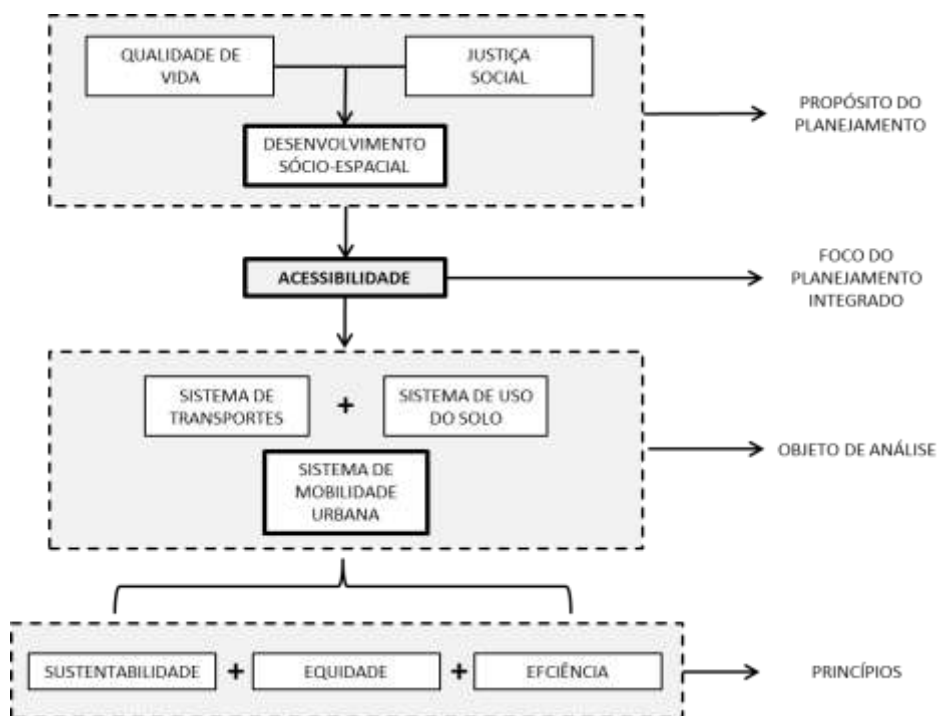 QUALIDADE DE
VIDA
JUSTIÇA
SOCIAL
DESENVOLVIMENTO
SÓCIO-ESPACIAL
PROPÓSITO DO
PLANEJAMENTO
ACESSIBILIDADE
FOCO DO
PLANEJAMENTO
INTEGRADO
SISTEMA DE
TRANSPORTES
+
SISTEMA DE USO
DO SOLO
SISTEMA DE
MOBILIDADE
URBANA
OBJETO DE ANÁLISE
SUSTENTABILIDADE + EQUIDADE + EFCIÊNCIA
PRINCÍPIOS